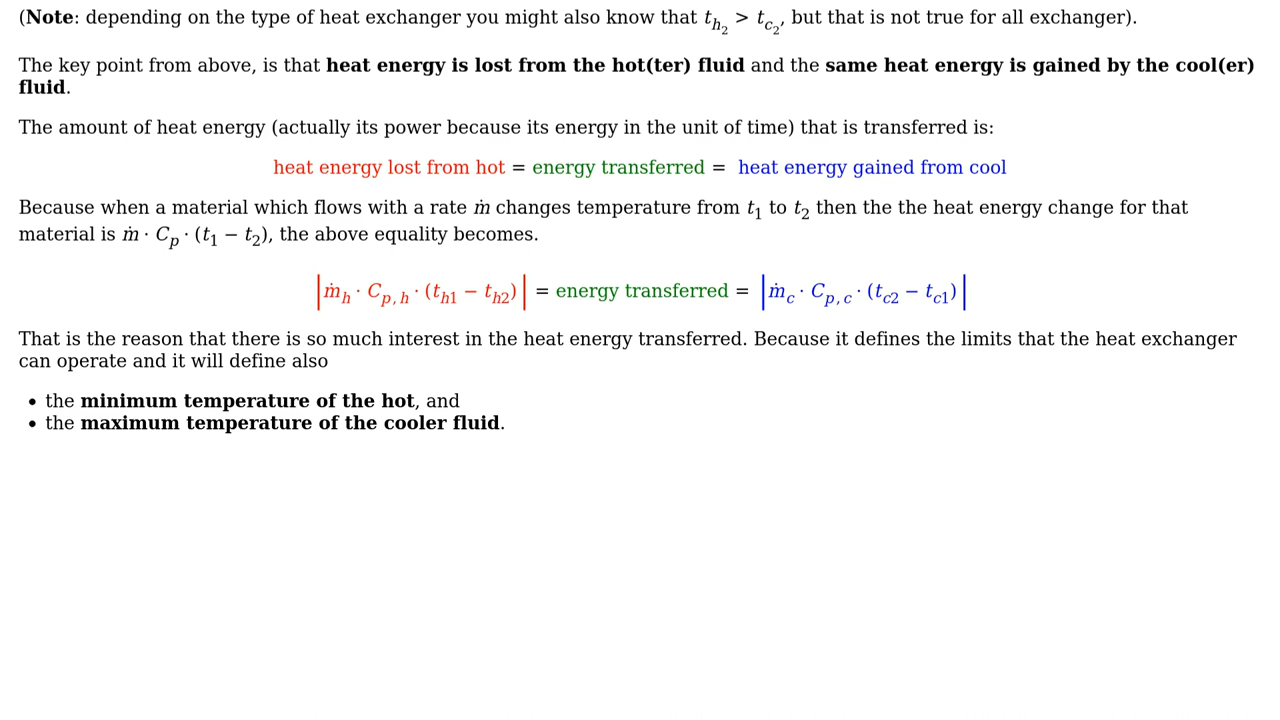 (Note: depending on the type of heat exchanger you might also know that t_{h_2} > t_{c_2}, but that is not true for all exchanger).
The key point from above, is that heat energy is lost from the hot(ter) fluid and the same heat energy is gained by the cool(er)
fluid.
The amount of heat energy (actually its power because its energy in the unit of time) that is transferred is:
heat energy lost from hot = energy transferred = heat energy gained from cool
Because when a material which flows with a rate ṁ changes temperature from t_1 to t_2 then the the heat energy change for that
material is ṁ · C_p · (t_1 − t_2), the above equality becomes.
|ṁ_h · C_{p,h} · (t_{h1} − t_{h2})| = energy transferred = |ṁ_c · C_{p,c} · (t_{c2} − t_{c1})|
That is the reason that there is so much interest in the heat energy transferred. Because it defines the limits that the heat exchanger
can operate and it will define also
• the minimum temperature of the hot, and
• the maximum temperature of the cooler fluid.